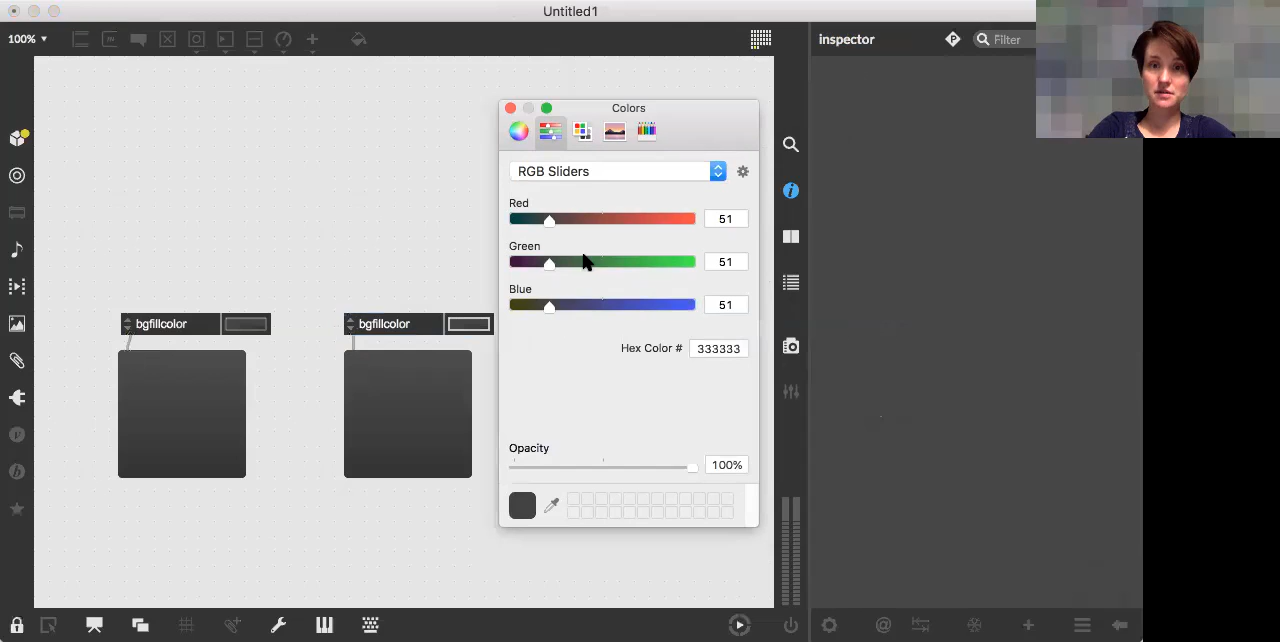 Untitled1
100%
inspector
Filter
Colors
RGB Sliders
Red
51
Green
51
Blue
51
Hex Color # 333333
Opacity
100%
bgfillcolor
bgfillcolor